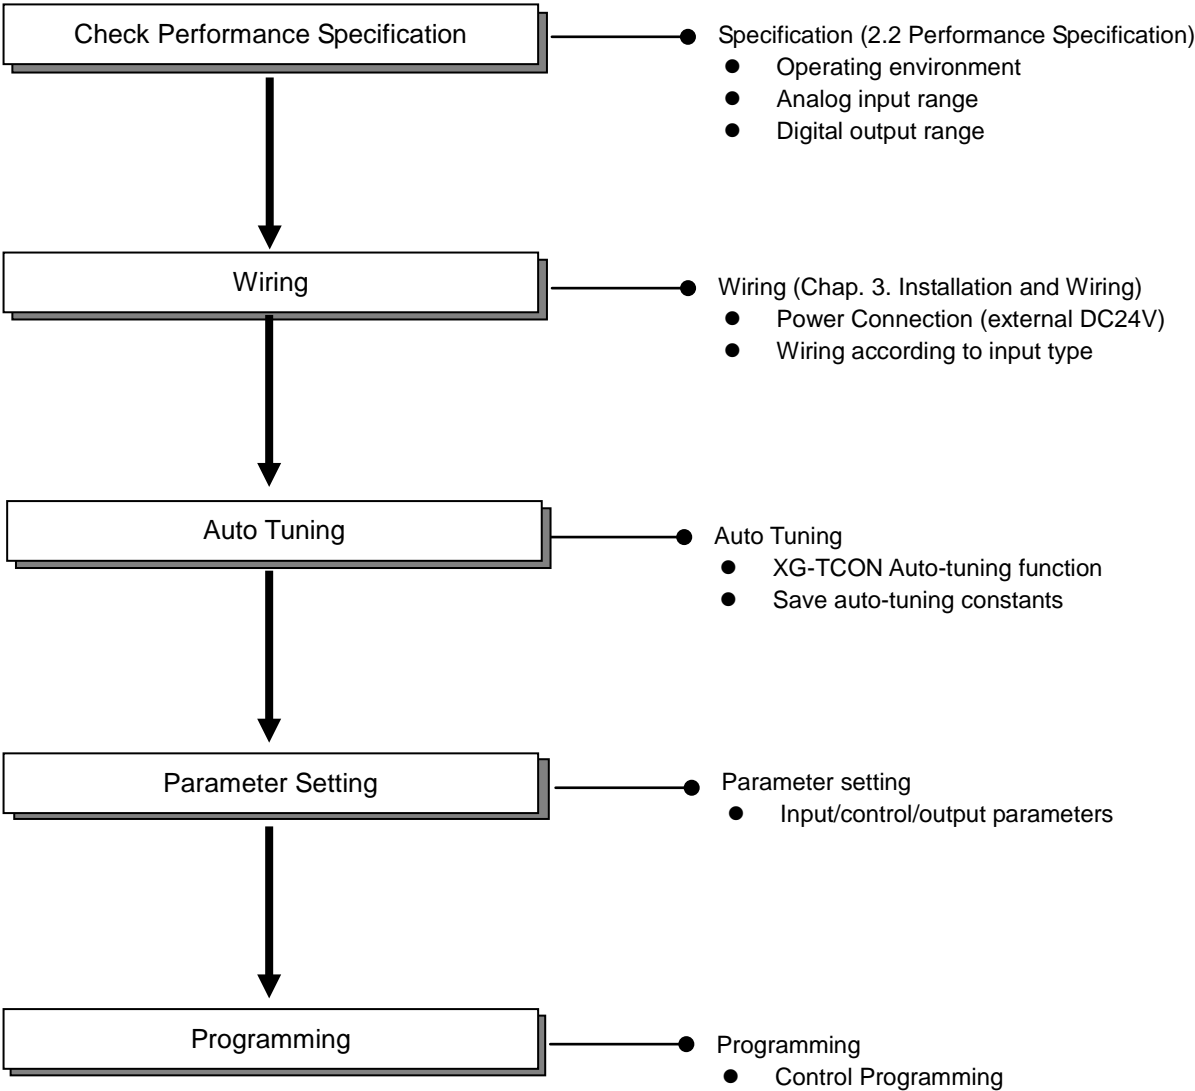 Check Performance Specification
Specification (2.2 Performance Specification)
● Operating environment
● Analog input range
● Digital output range
Wiring
Wiring (Chap. 3. Installation and Wiring)
● Power Connection (external DC24V)
● Wiring according to input type
Auto Tuning
Auto Tuning
● XG-TCON Auto-tuning function
● Save auto-tuning constants
Parameter Setting
Parameter setting
● Input/control/output parameters
Programming
Programming
● Control Programming